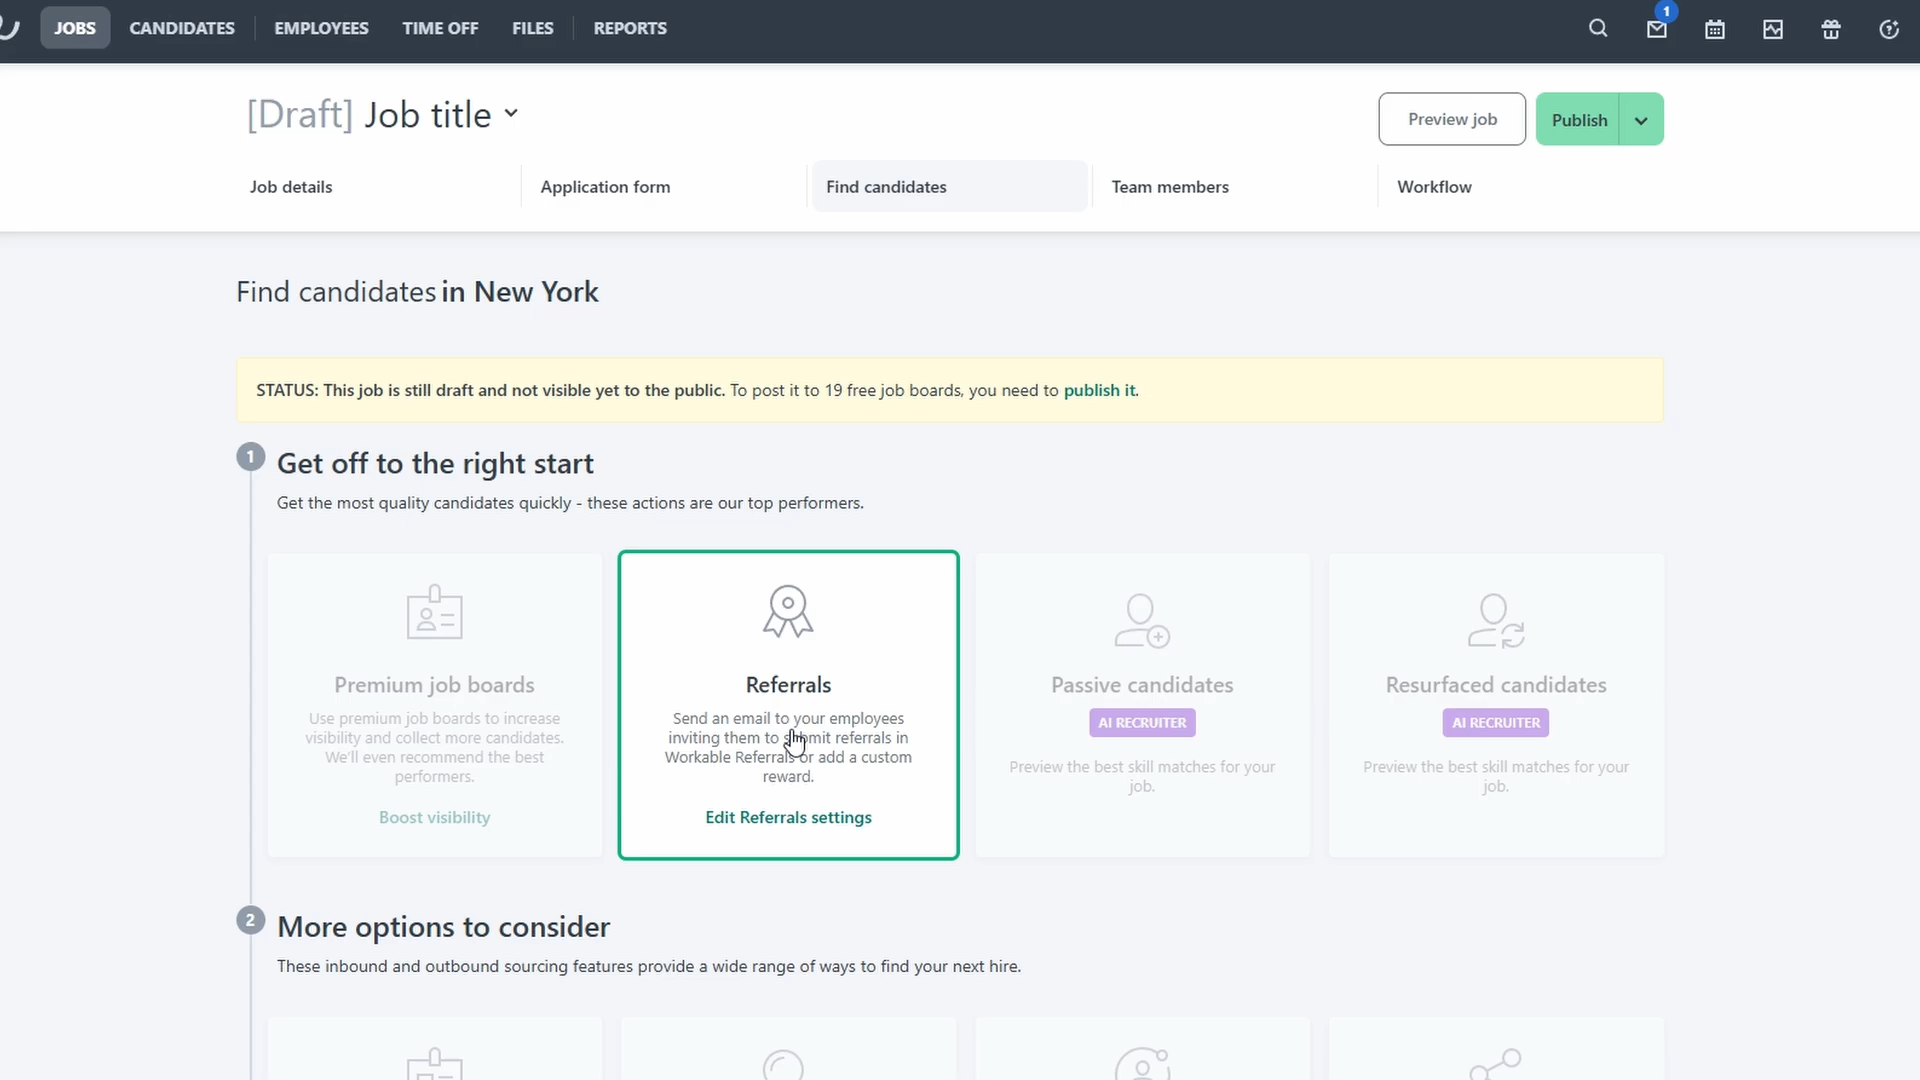 JOBS CANDIDATES EMPLOYEES TIME OFF FILES REPORTS 1
[Draft] Job title
Preview job Publish
Job details Application form Find candidates Team members Workflow
Find candidates in New York
STATUS: This job is still draft and not visible yet to the public. To post it to 19 free job boards, you need to publish it.
1 Get off to the right start
Get the most quality candidates quickly - these actions are our top performers.
Premium job boards
Use premium job boards to increase
visibility and collect more candidates.
We'll even recommend the best
performers.
Boost visibility
Referrals
Send an email to your employees
inviting them to submit referrals in
Workable Referrals or add a custom
reward.
Edit Referrals settings
Passive candidates
AI RECRUITER
Preview the best skill matches for your
job.
Resurfaced candidates
AI RECRUITER
Preview the best skill matches for your
job.
2 More options to consider
These inbound and outbound sourcing features provide a wide range of ways to find your next hire.